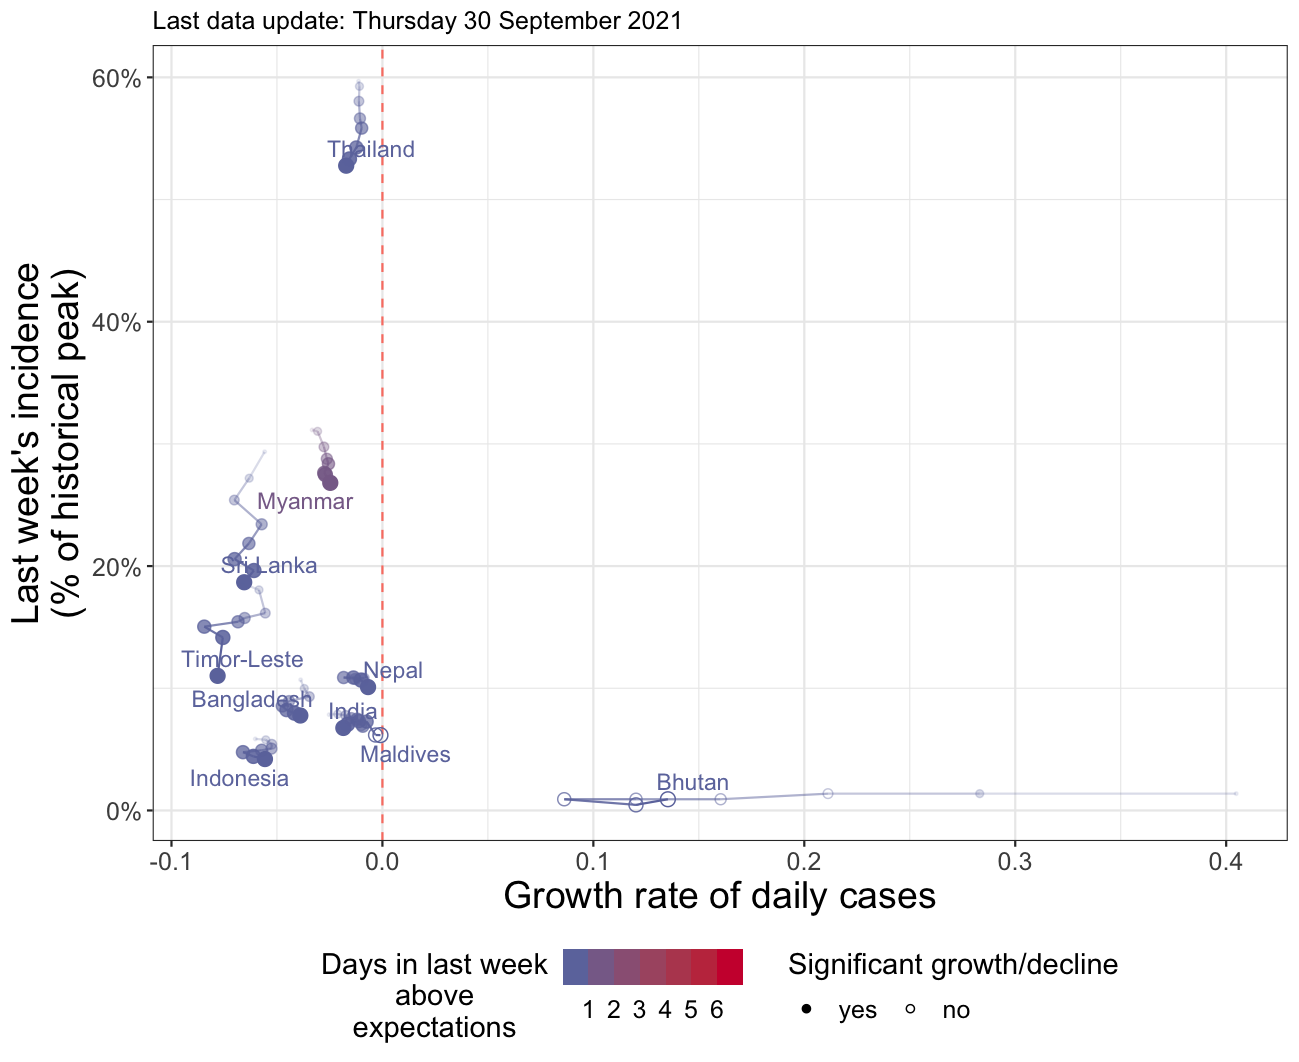 Last data update: Thursday 30 September 2021
Last week's incidence
(% of historical peak)
60%
40%
20%
0%
Thailand
Myanmar
Sri Lanka
Timor-Leste
Nepal
Bangladesh
India
Maldives
Indonesia
Bhutan
-0.1 0.0 0.1 0.2 0.3 0.4
Growth rate of daily cases
Days in last week
above
expectations
1 2 3 4 5 6
Significant growth/decline
yes no